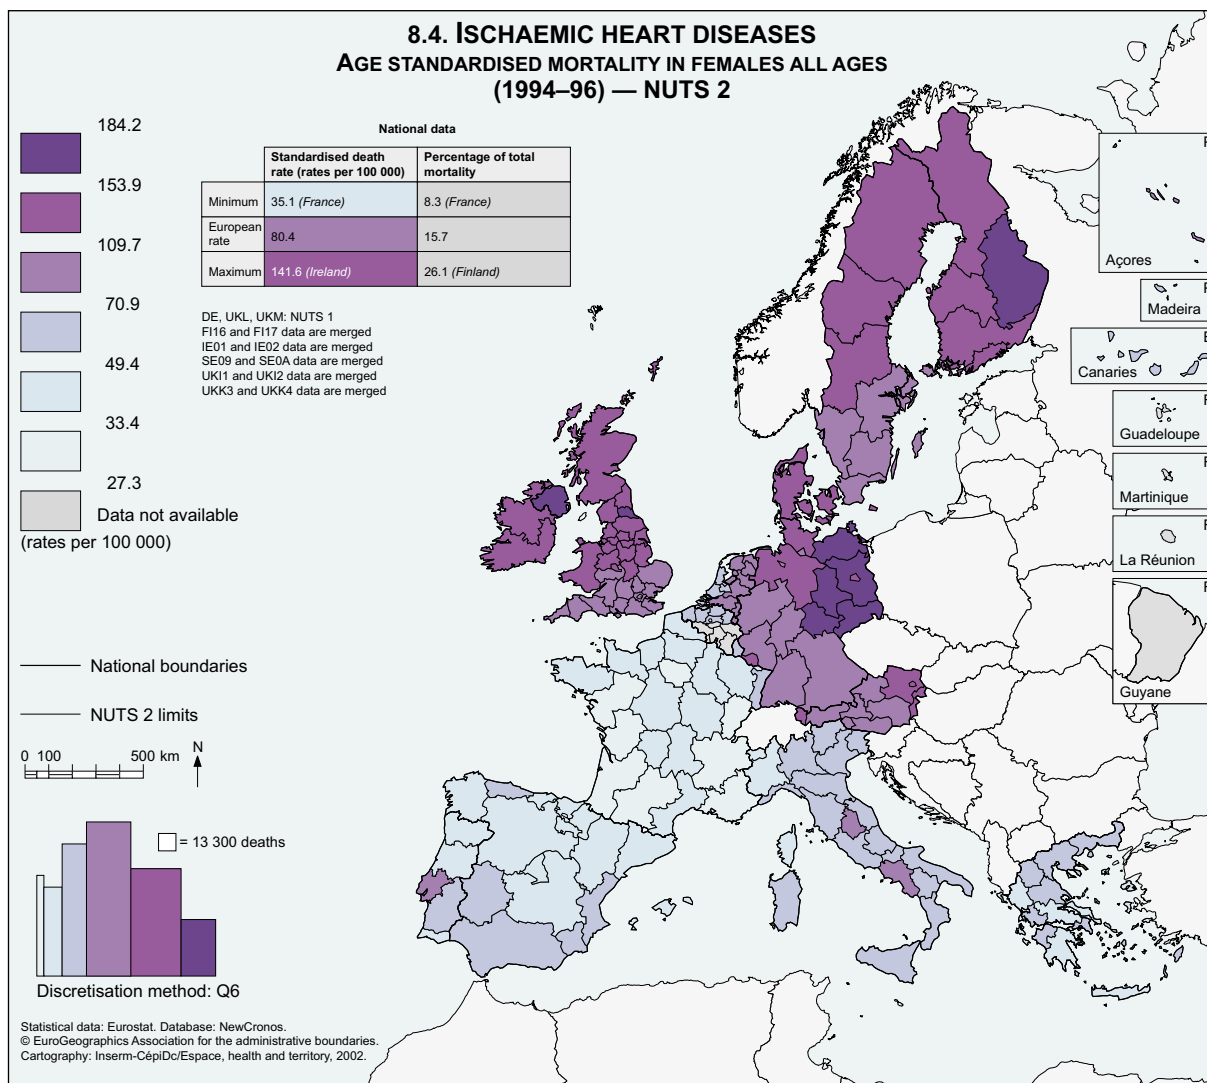 8.4. ISCHAEMIC HEART DISEASES
AGE STANDARDISED MORTALITY IN FEMALES ALL AGES
(1994–96) — NUTS 2
184.2
153.9
109.7
70.9
49.4
33.4
27.3
Data not available
(rates per 100 000)
National data
Standardised death rate (rates per 100 000)
Percentage of total mortality
Minimum 35.1 (France) 8.3 (France)
European rate 80.4 15.7
Maximum 141.6 (Ireland) 26.1 (Finland)
DE, UKL, UKM: NUTS 1
FI16 and FI17 data are merged
IE01 and IE02 data are merged
SE09 and SE0A data are merged
UKI1 and UKI2 data are merged
UKK3 and UKK4 data are merged
Açores
Madeira
Canaries
Guadeloupe
Martinique
La Réunion
Guyane
National boundaries
NUTS 2 limits
0 100 500 km
N
= 13 300 deaths
Discretisation method: Q6
Statistical data: Eurostat. Database: NewCronos.
© EuroGeographics Association for the administrative boundaries.
Cartography: Inserm-CépiDc/Espace, health and territory, 2002.